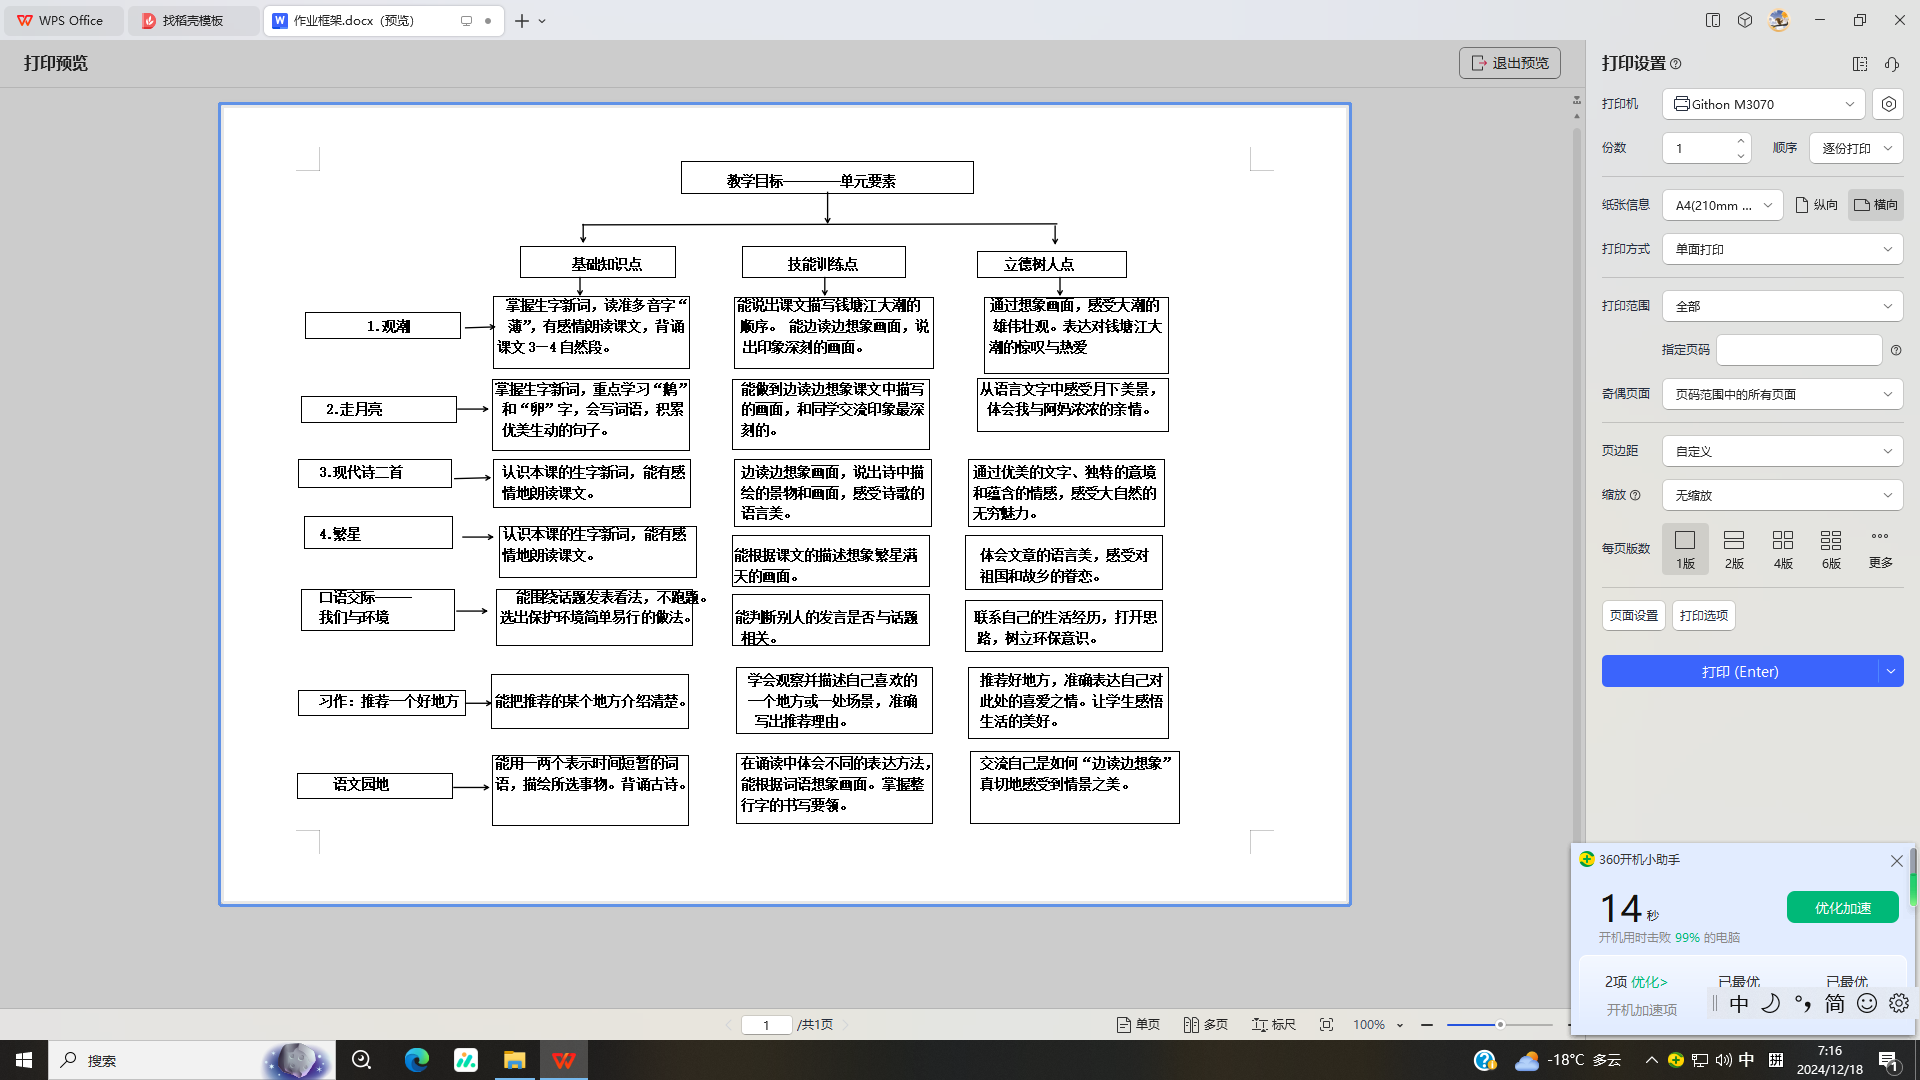 WPS Office
找稻壳模板
作业框架.docx（预览）
打印预览
退出预览
教学目标————单元要素
基础知识点
技能训练点
立德树人点
1.观潮
掌握生字新词，读准多音字“
薄”，有感情朗读课文，背诵
课文 3—4 自然段。
能说出课文描写钱塘江大潮的
顺序。 能边读边想象画面，说
出印象深刻的画面。
通过想象画面，感受大潮的
雄伟壮观。表达对钱塘江大
潮的惊叹与热爱
2.走月亮
掌握生字新词，重点学习“鹅”
和“卵”字，会写词语，积累
优美生动的句子。
能做到边读边想象课文中描写
的画面，和同学交流印象最深
刻的。
从语言文字中感受月下美景，
体会我与阿妈浓浓的亲情。
3.现代诗二首
认识本课的生字新词，能有感
情地朗读课文。
边读边想象画面，说出诗中描
绘的景物和画面，感受诗歌的
语言美。
通过优美的文字、独特的意境
和蕴含的情感，感受大自然的
无穷魅力。
4.繁星
认识本课的生字新词，能有感
情地朗读课文。
能根据课文的描述想象繁星满
天的画面。
体会文章的语言美，感受对
祖国和故乡的眷恋。
口语交际———
我们与环境
能围绕话题发表看法，不跑题。
选出保护环境简单易行的做法。
能判断别人的发言是否与话题
相关。
联系自己的生活经历，打开思
路，树立环保意识。
习作：推荐一个好地方
能把推荐的某个地方介绍清楚。
学会观察并描述自己喜欢的
一个地方或一处场景，准确
写出推荐理由。
推荐好地方，准确表达自己对
此处的喜爱之情。让学生感悟
生活的美好。
语文园地
能用一两个表示时间短暂的词
语，描绘所选事物。背诵古诗。
在诵读中体会不同的表达方法，
能根据词语想象画面。掌握整
行字的书写要领。
交流自己是如何“边读边想象”
真切地感受到情景之美。
打印设置
打印机
Githon M3070
份数
1
顺序
逐份打印
纸张信息
A4(210mm ...
纵向
横向
打印方式
单面打印
打印范围
全部
指定页码
奇偶页面
页码范围中的所有页面
页边距
自定义
缩放
无缩放
每页版数
1版
2版
4版
6版
更多
页面设置
打印选项
打印 (Enter)
360开机小助手
14 秒
优化加速
开机用时击败 99% 的电脑
2项 优化>
已最优
已最优
开机加速项
中
简
1
/共1页
单页
多页
标尺
100%
搜索
-18°C 多云
中
拼
7:16
2024/12/18
1